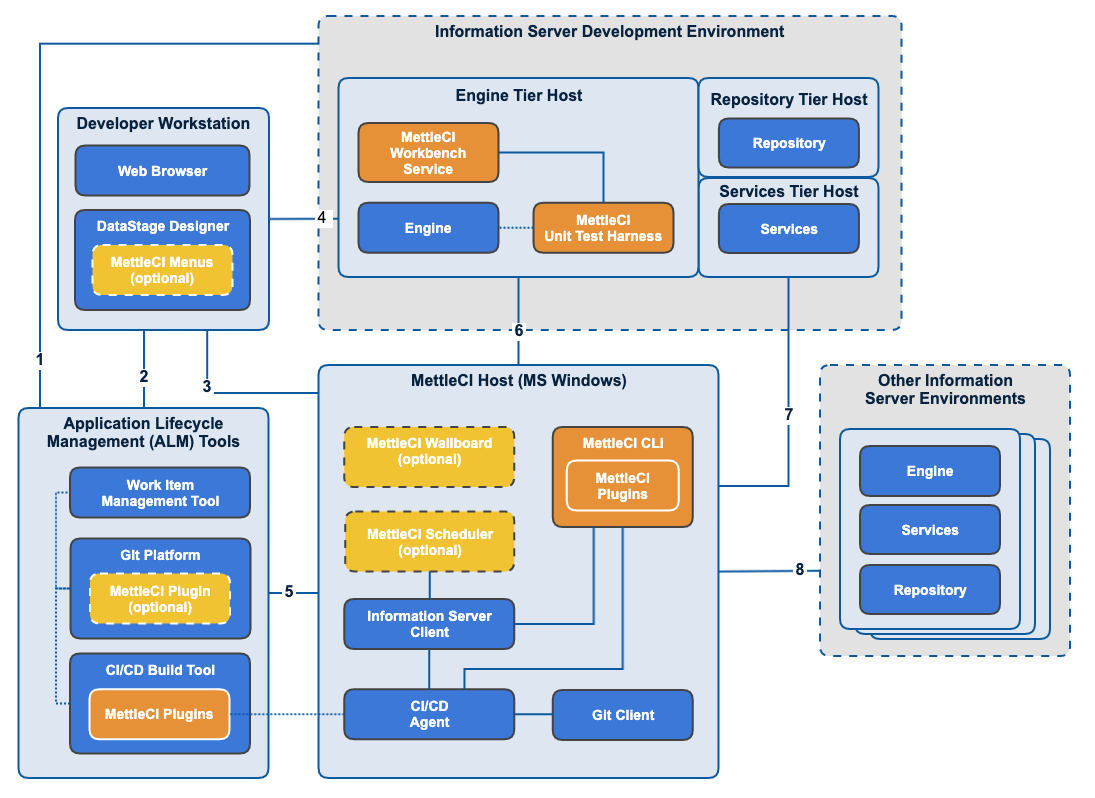 Information Server Development Environment
Engine Tier Host
MettleCI
Workbench
Service
Engine
MettleCI
Unit Test Harness
Repository Tier Host
Repository
Services Tier Host
Services
Developer Workstation
Web Browser
DataStage Designer
MettleCI Menus
(optional)
4
6
1
2
3
7
Application Lifecycle
Management (ALM) Tools
Work Item
Management Tool
Git Platform
MettleCI Plugin
(optional)
CI/CD Build Tool
MettleCI Plugins
5
MettleCI Host (MS Windows)
MettleCI Wallboard
(optional)
MettleCI CLI
MettleCI
Plugins
MettleCI Scheduler
(optional)
Information Server
Client
CI/CD
Agent
Git Client
8
Other Information
Server Environments
Engine
Services
Repository